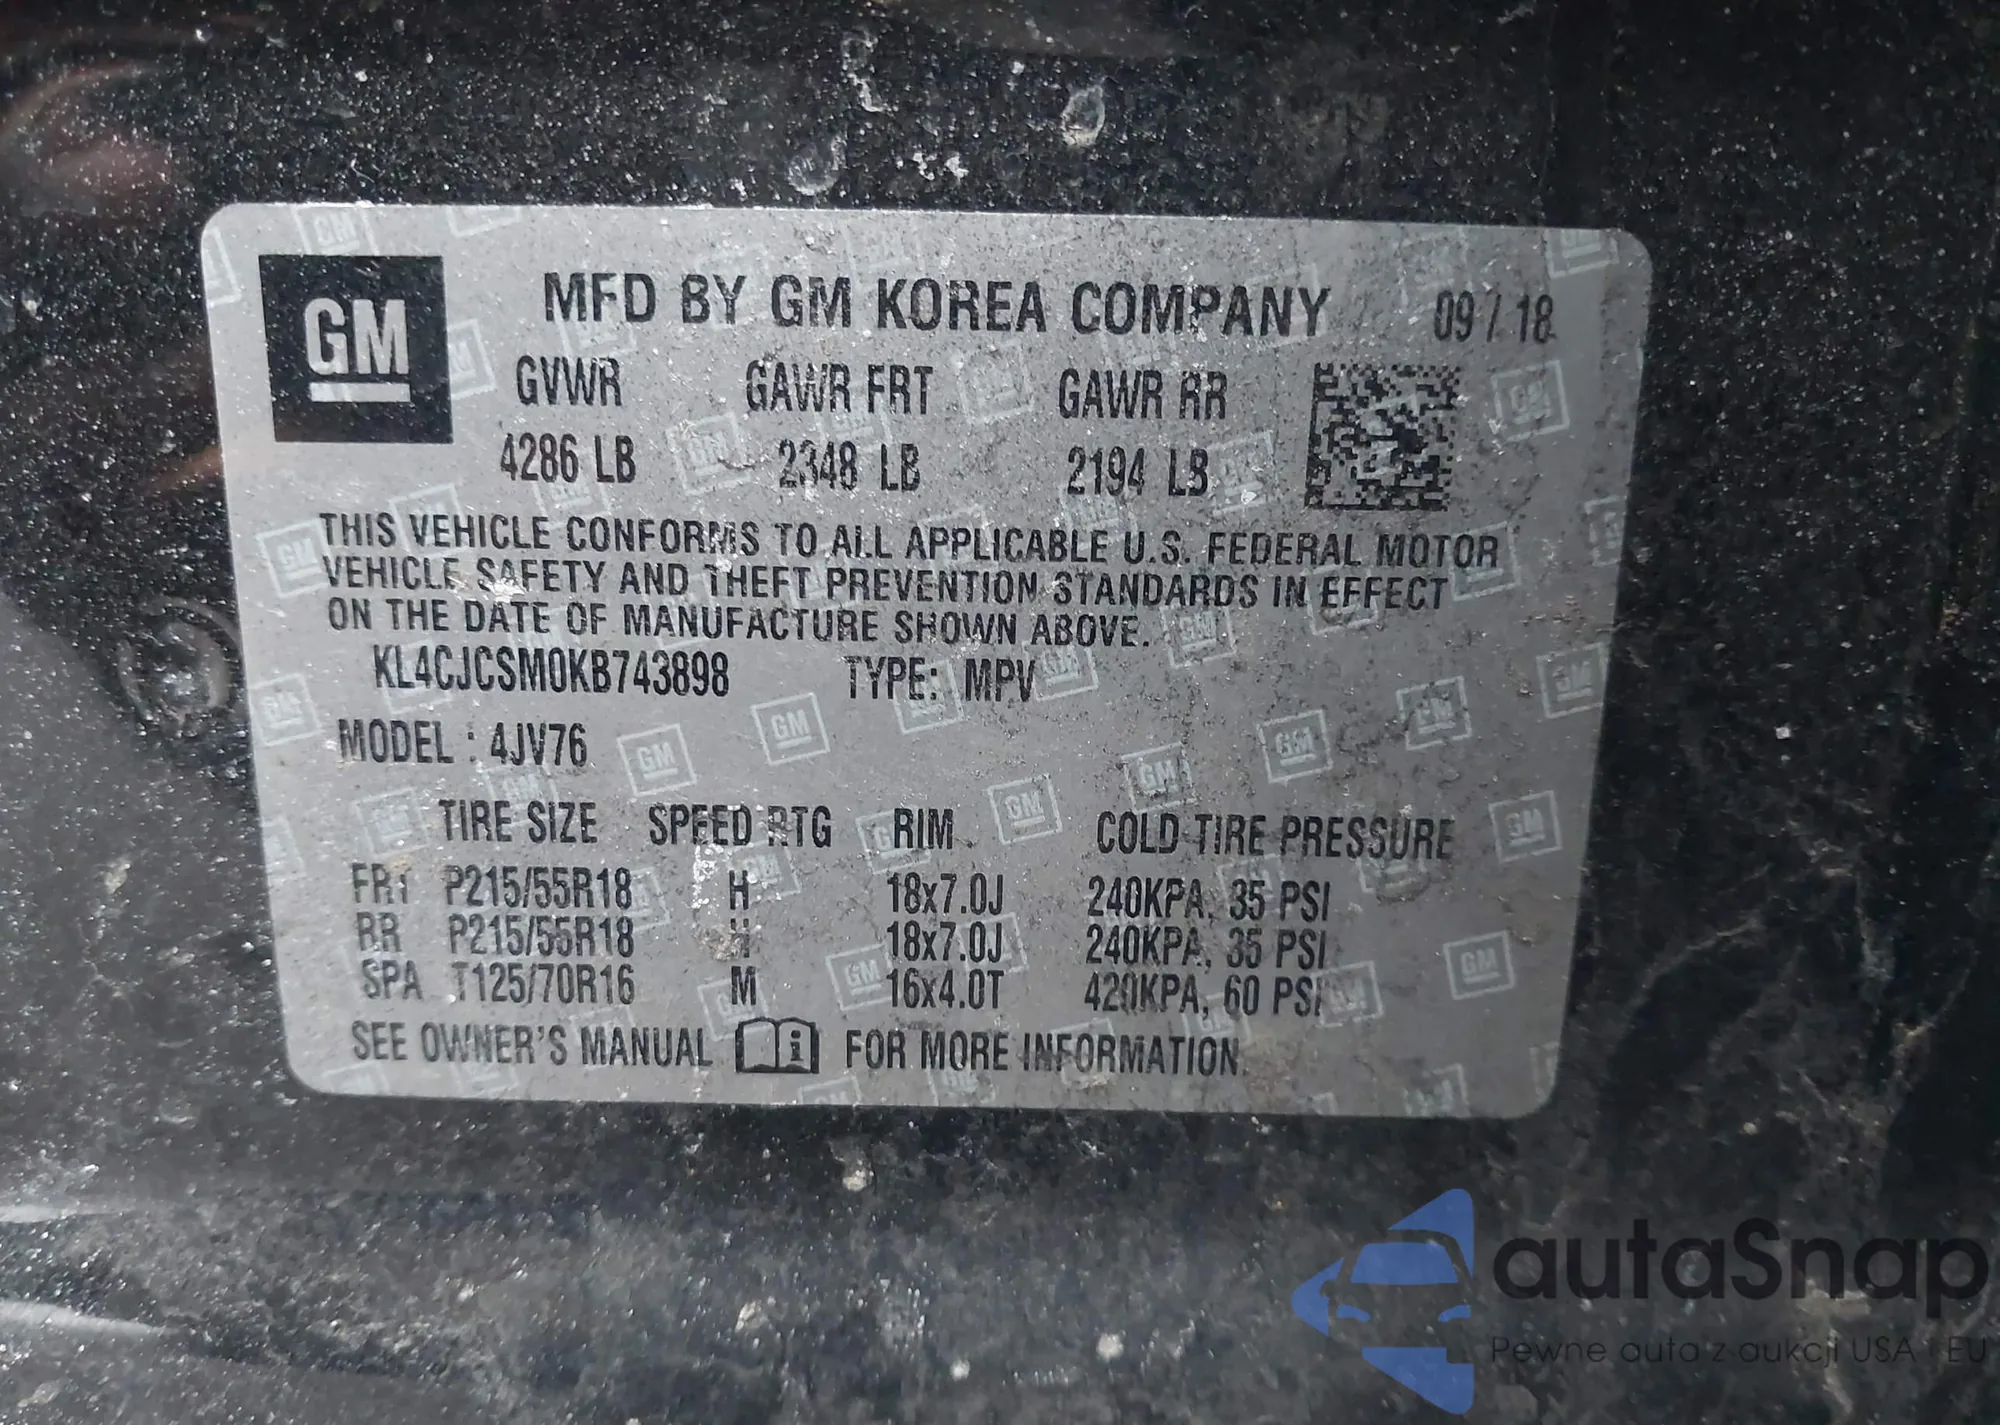 GM
MFD BY GM KOREA COMPANY 09/18
GVWR GAWR FRT GAWR RR
4286 LB 2348 LB 2194 LB
THIS VEHICLE CONFORMS TO ALL APPLICABLE U.S. FEDERAL MOTOR
VEHICLE SAFETY AND THEFT PREVENTION STANDARDS IN EFFECT
ON THE DATE OF MANUFACTURE SHOWN ABOVE.
KL4CJCSM0KB743898 TYPE: MPV
MODEL : 4JV76
TIRE SIZE SPEED RTG RIM COLD TIRE PRESSURE
FRT P215/55R18 H 18x7.0J 240KPA, 35 PSI
RR P215/55R18 H 18x7.0J 240KPA, 35 PSI
SPA T125/70R16 M 16x4.0T 420KPA, 60 PSI
SEE OWNER'S MANUAL i FOR MORE INFORMATION.
autaSnap
Pewne auta z aukcji USA i EU